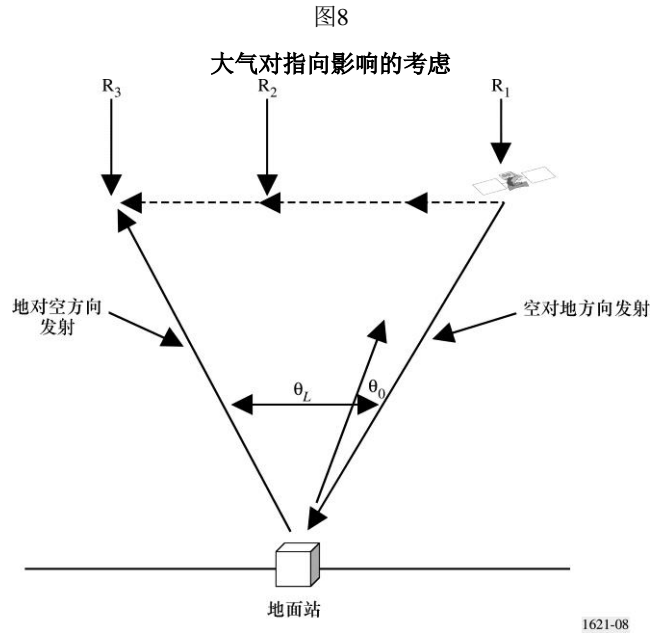 图8
大气对指向影响的考虑
R₃ R₂ R₁
地对空方向
发射
空对地方向发射
θL θ₀
地面站
1621-08